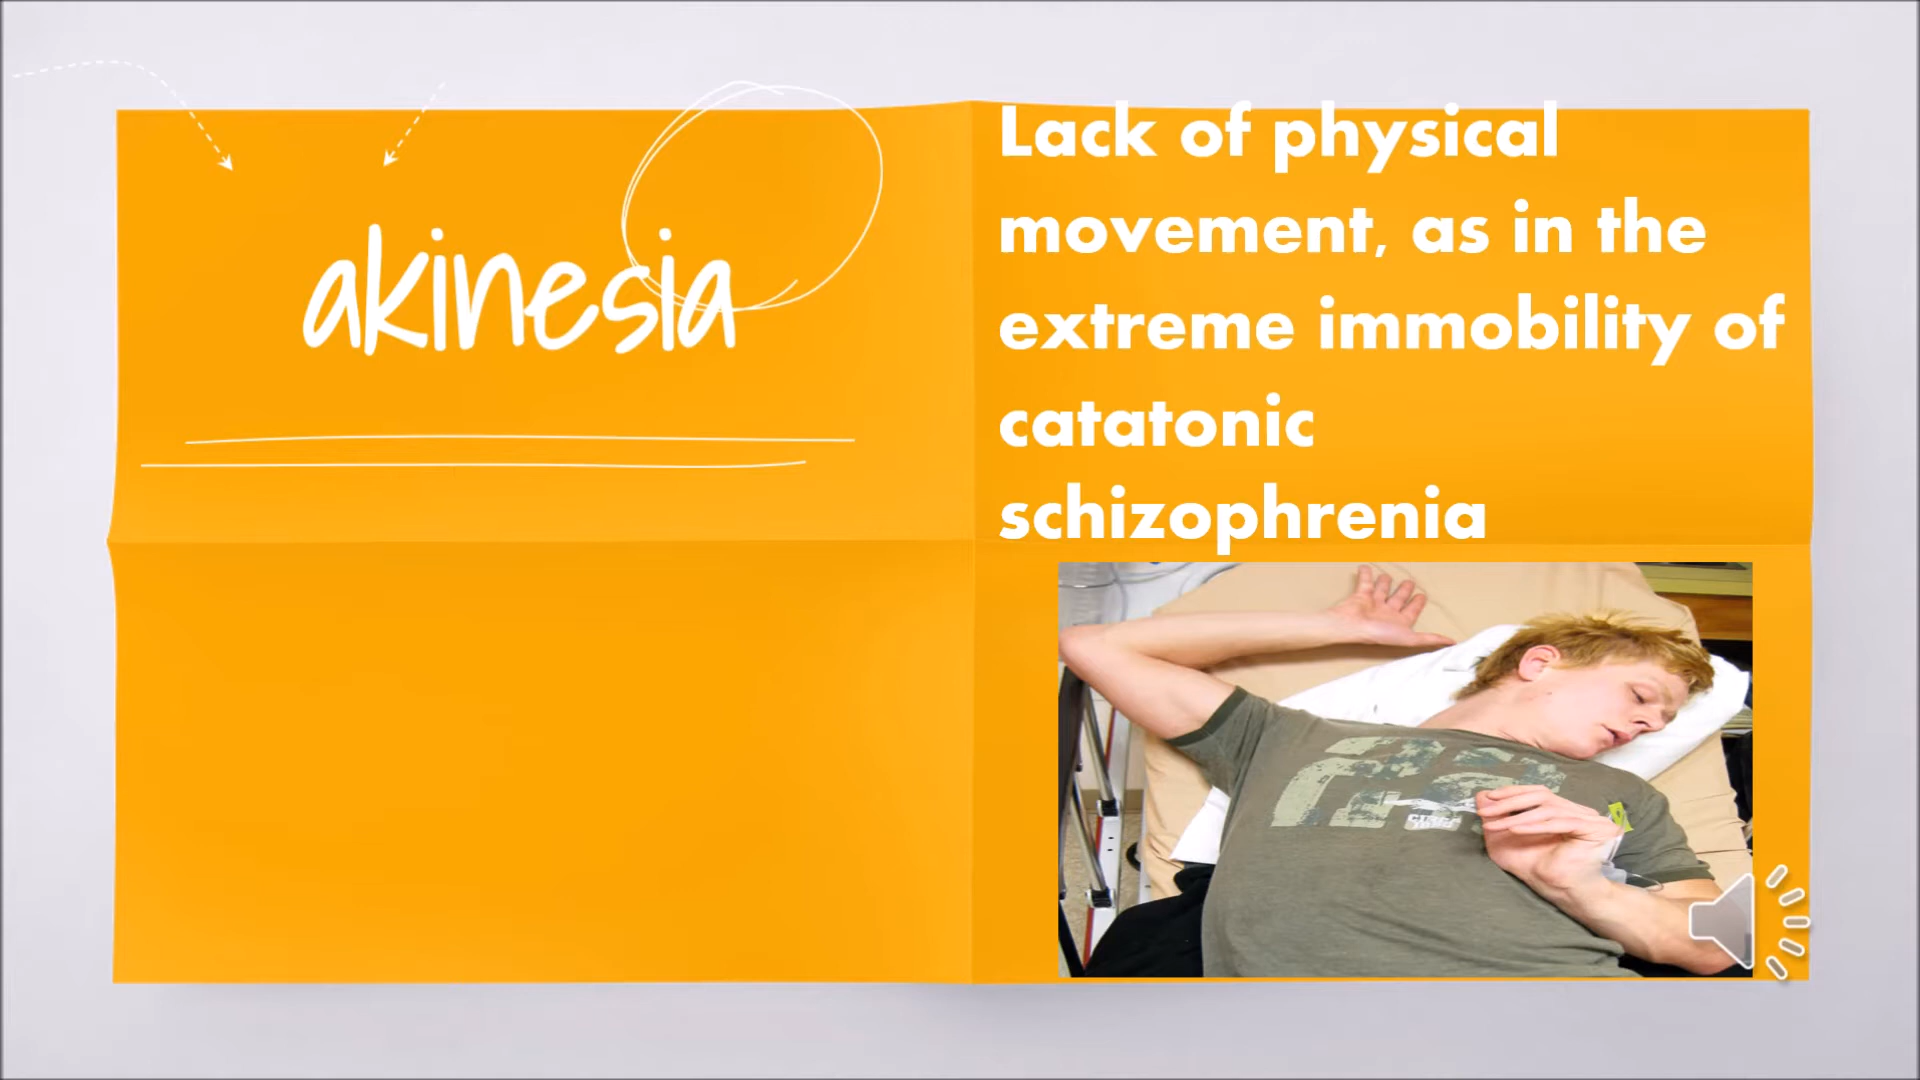 akinesia
Lack of physical
movement, as in the
extreme immobility of
catatonic
schizophrenia